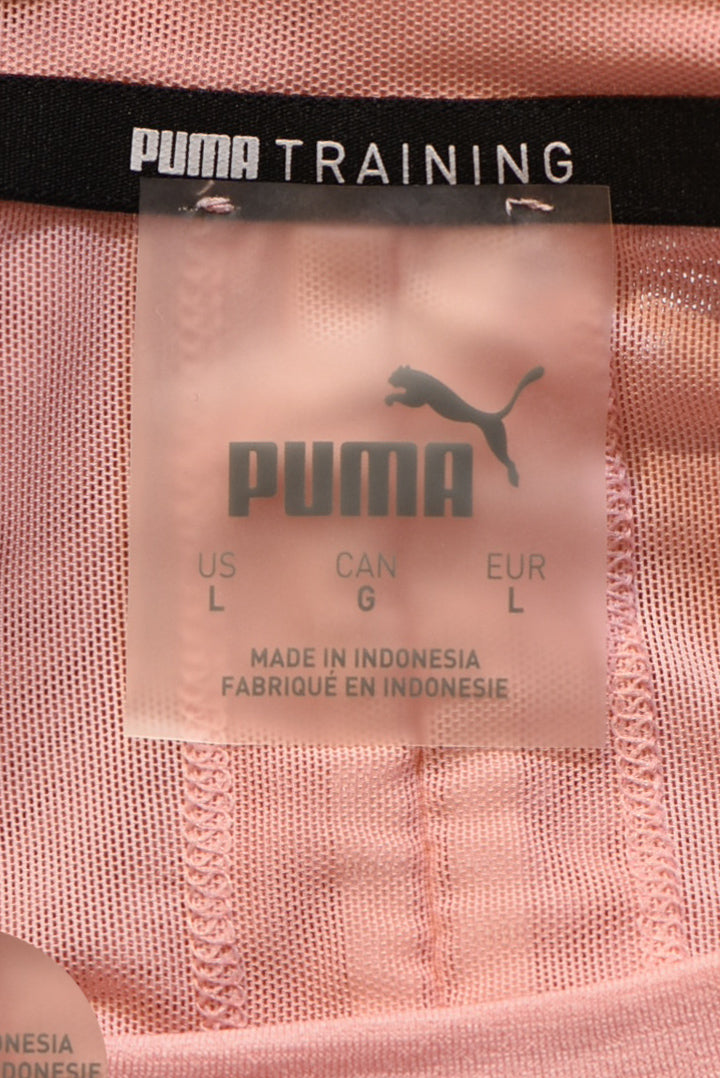 PUMA TRAINING
PUMA
US CAN EUR
L G L
MADE IN INDONESIA
FABRIQUÉ EN INDONESIE